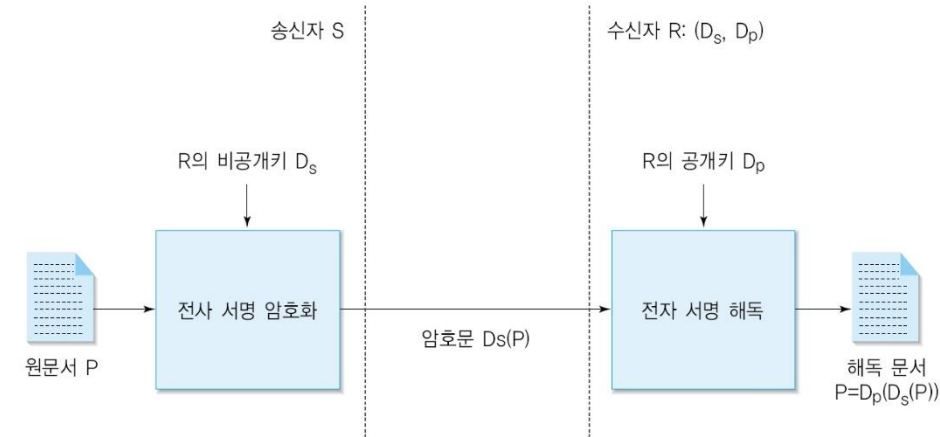 송신자 S
수신자 R: (Ds, Dp)
R의 비공개키 Ds
R의 공개키 Dp
전사 서명 암호화
전자 서명 해독
암호문 Ds(P)
원문서 P
해독 문서
P=Dp(Ds(P))